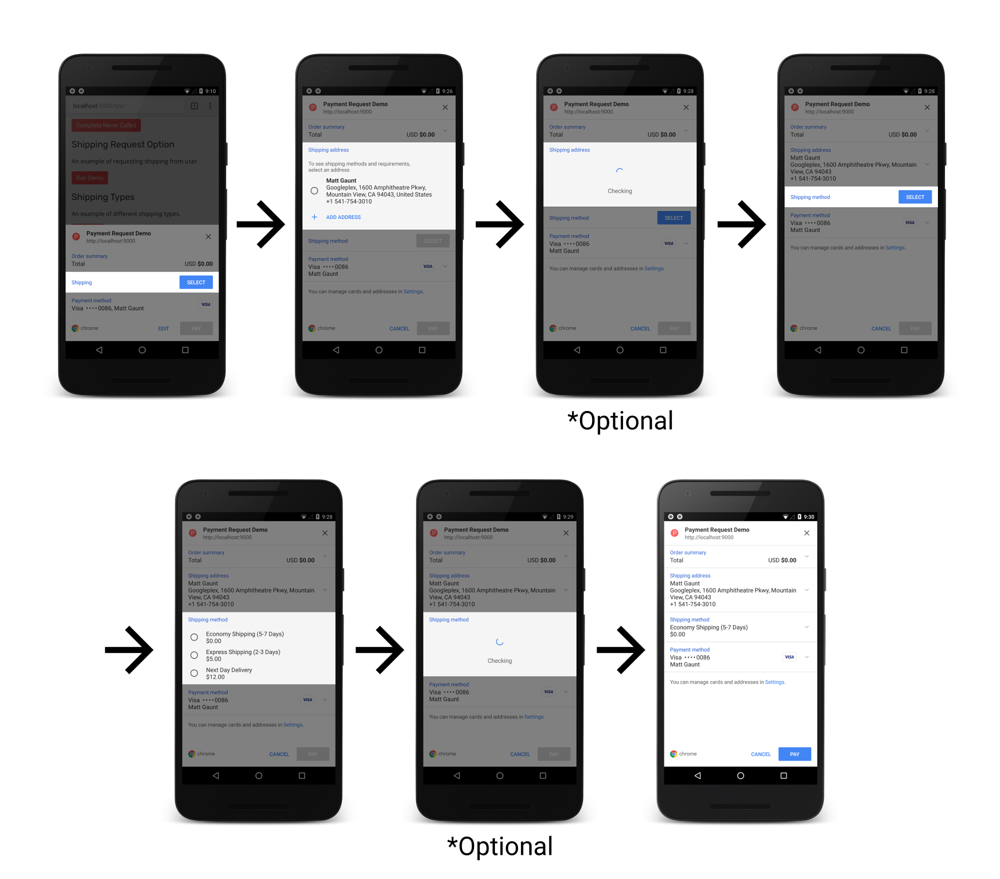 9:10
localhost:9000/src/
1
Complete Never Called
Shipping Request Option
An example of requesting shipping from user.
Run Demo
Shipping Types
An example of different shipping types.
P
Payment Request Demo
http://localhost:9000
Order summary
Total USD $0.00
Shipping SELECT
Payment method
Visa ····0086, Matt Gaunt VISA
chrome EDIT PAY
9:26
P
Payment Request Demo
http://localhost:9000
Order summary
Total USD $0.00
Shipping address
To see shipping methods and requirements,
select an address
Matt Gaunt
Googleplex, 1600 Amphitheatre Pkwy,
Mountain View, CA 94043, United States
+1 541-754-3010
+ ADD ADDRESS
Shipping method SELECT
Payment method
Visa ····0086 VISA
Matt Gaunt
You can manage cards and addresses in Settings.
chrome CANCEL PAY
9:28
P
Payment Request Demo
http://localhost:9000
Order summary
Total USD $0.00
Shipping address
Checking
Shipping method SELECT
Payment method
Visa ····0086 VISA
Matt Gaunt
You can manage cards and addresses in Settings.
chrome CANCEL PAY
*Optional
9:28
P
Payment Request Demo
http://localhost:9000
Order summary
Total USD $0.00
Shipping address
Matt Gaunt
Googleplex, 1600 Amphitheatre Pkwy, Mountain
View, CA 94043
+1 541-754-3010
Shipping method SELECT
Payment method
Visa ····0086 VISA
Matt Gaunt
You can manage cards and addresses in Settings.
chrome CANCEL PAY
9:28
P
Payment Request Demo
http://localhost:9000
Order summary
Total USD $0.00
Shipping address
Matt Gaunt
Googleplex, 1600 Amphitheatre Pkwy, Mountain
View, CA 94043
+1 541-754-3010
Shipping method
Economy Shipping (5-7 Days)
$0.00
Express Shipping (2-3 Days)
$5.00
Next Day Delivery
$12.00
Payment method
Visa ····0086 VISA
Matt Gaunt
You can manage cards and addresses in Settings.
chrome CANCEL PAY
9:29
P
Payment Request Demo
http://localhost:9000
Order summary
Total USD $0.00
Shipping address
Matt Gaunt
Googleplex, 1600 Amphitheatre Pkwy, Mountain
View, CA 94043
+1 541-754-3010
Shipping method
Checking
Payment method
Visa ····0086 VISA
Matt Gaunt
You can manage cards and addresses in Settings.
chrome CANCEL PAY
*Optional
9:30
P
Payment Request Demo
http://localhost:9000
Order summary
Total USD $0.00
Shipping address
Matt Gaunt
Googleplex, 1600 Amphitheatre Pkwy, Mountain
View, CA 94043
+1 541-754-3010
Shipping method
Economy Shipping (5-7 Days)
$0.00
Payment method
Visa ····0086 VISA
Matt Gaunt
You can manage cards and addresses in Settings.
chrome CANCEL PAY